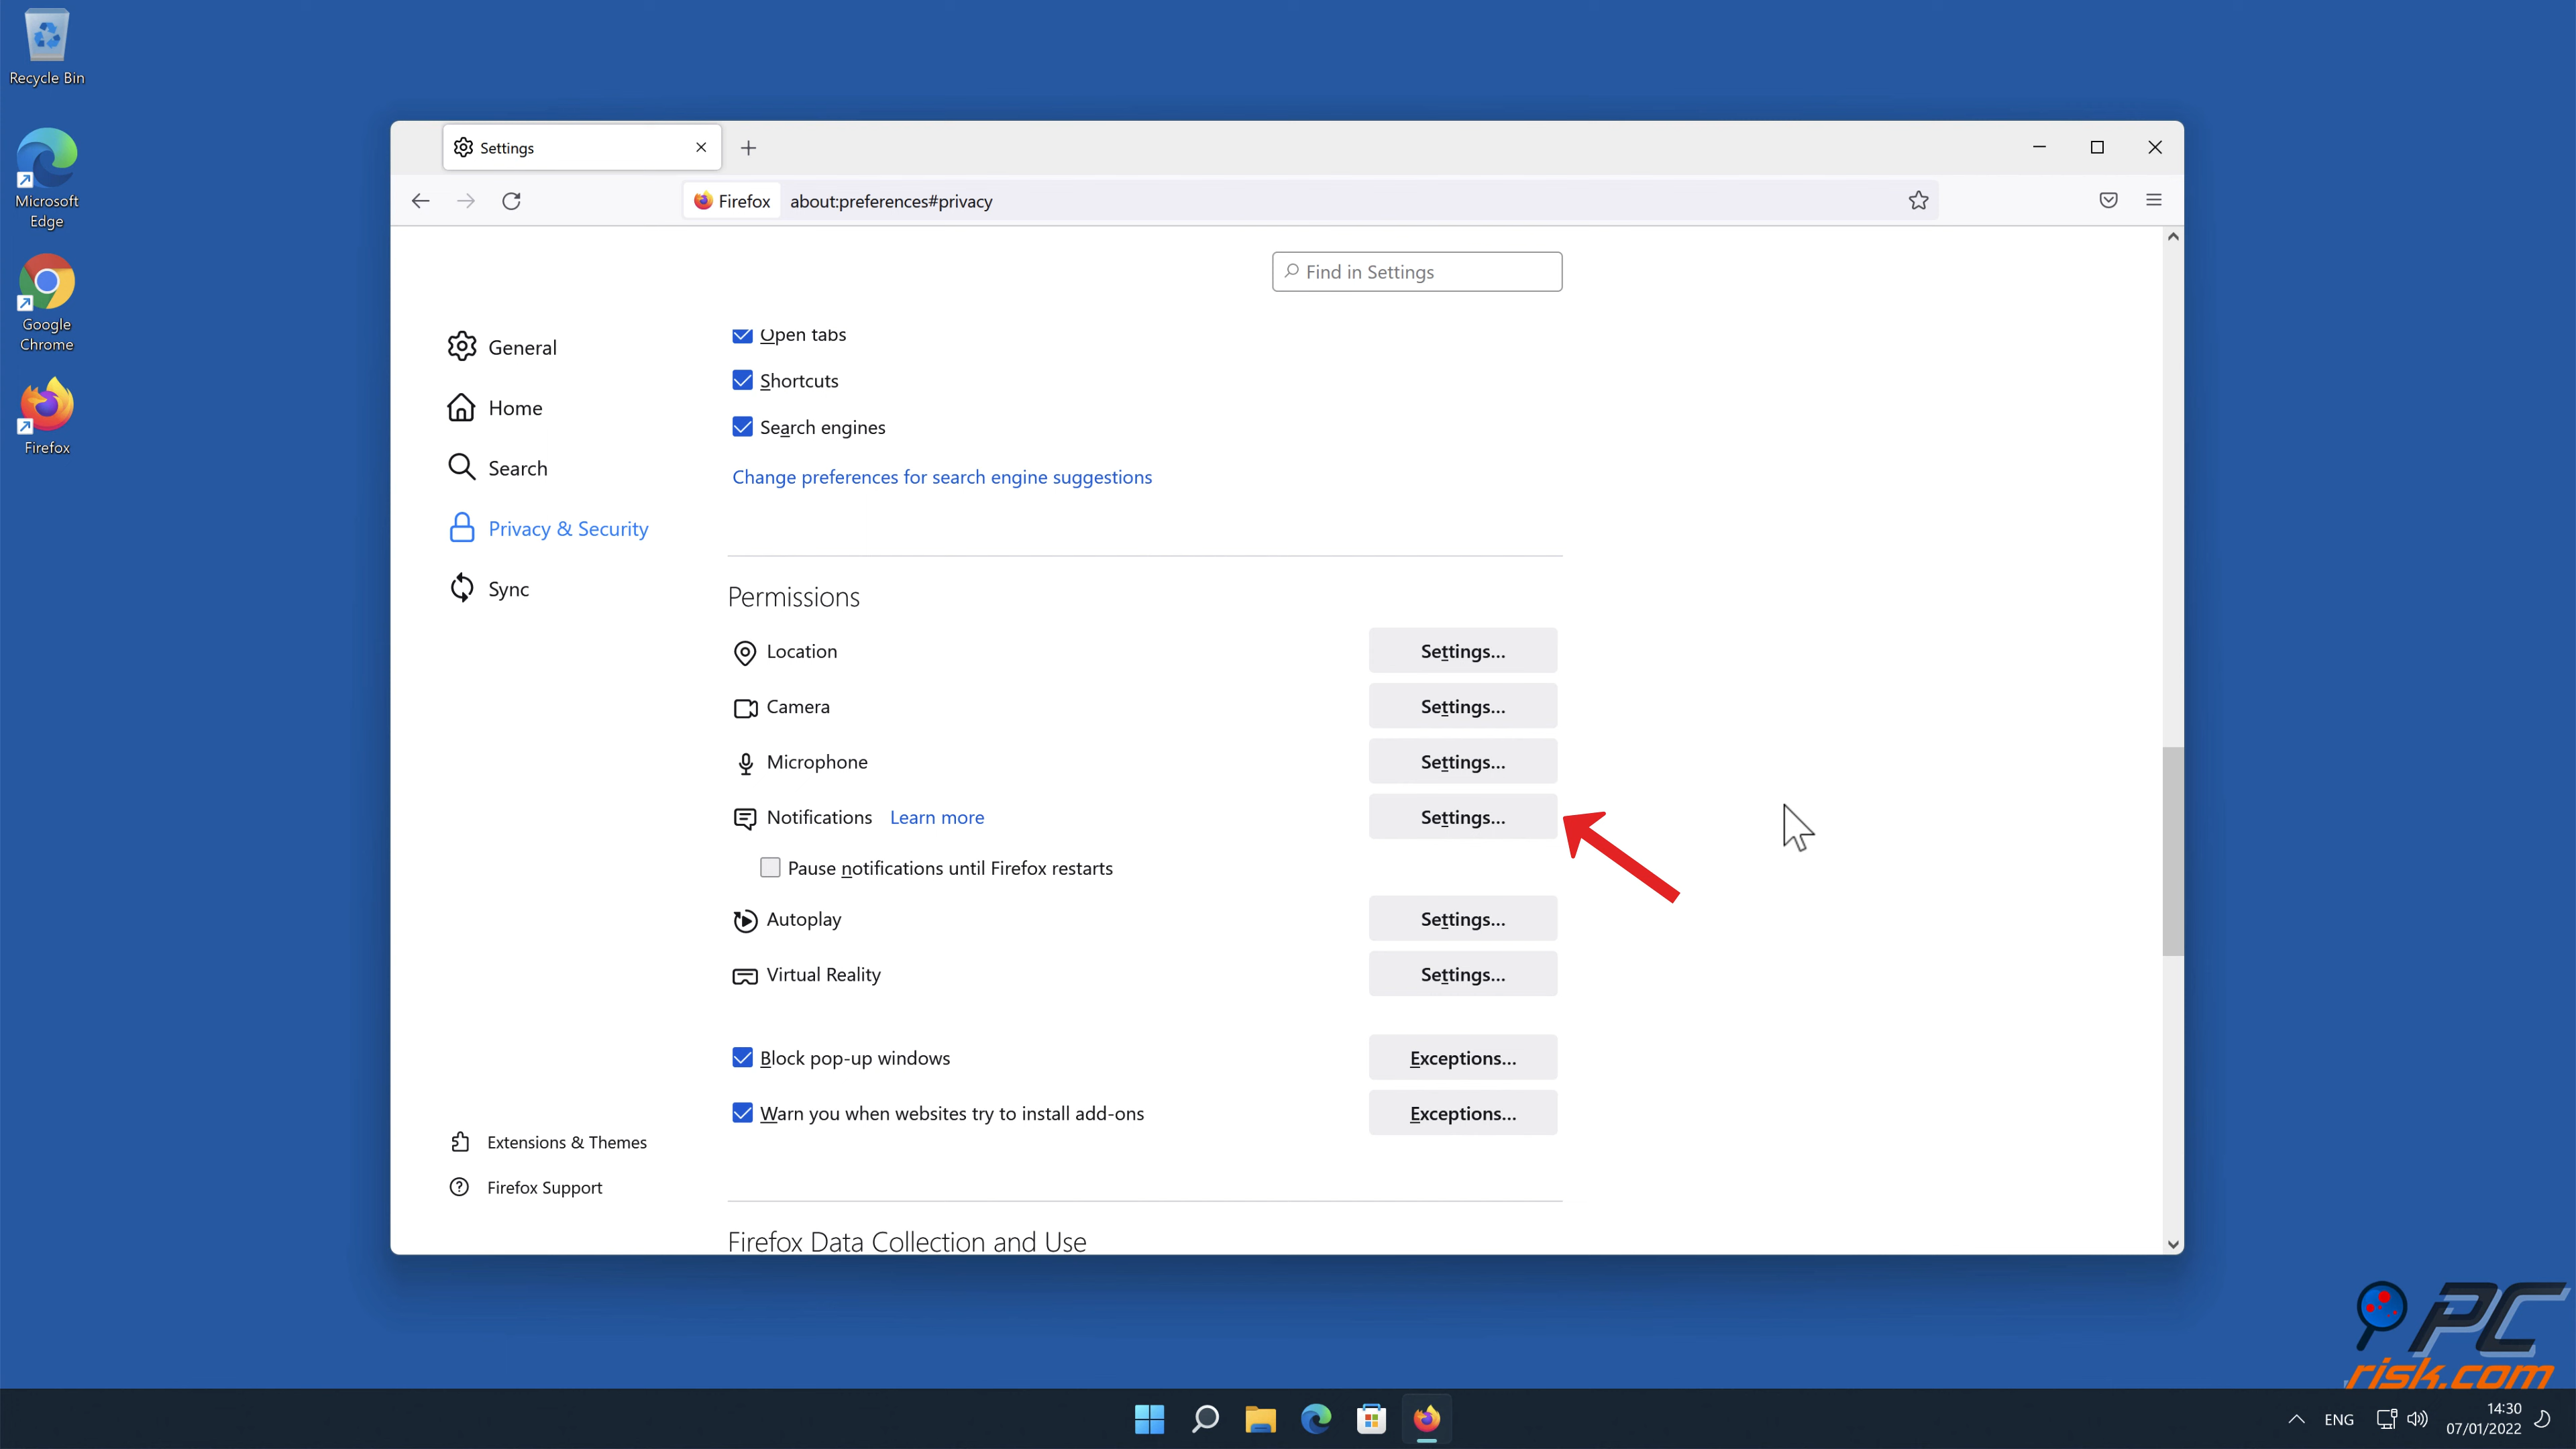 Recycle Bin
Microsoft
Edge
Google
Chrome
Firefox
Settings
Firefox
about:preferences#privacy
Find in Settings
General
Home
Search
Privacy & Security
Sync
Extensions & Themes
Firefox Support
Open tabs
Shortcuts
Search engines
Change preferences for search engine suggestions
Permissions
Location Settings...
Camera Settings...
Microphone Settings...
Notifications Learn more Settings...
Pause notifications until Firefox restarts
Autoplay Settings...
Virtual Reality Settings...
Block pop-up windows Exceptions...
Warn you when websites try to install add-ons Exceptions...
Firefox Data Collection and Use
PC
risk.com
ENG
14:30
07/01/2022